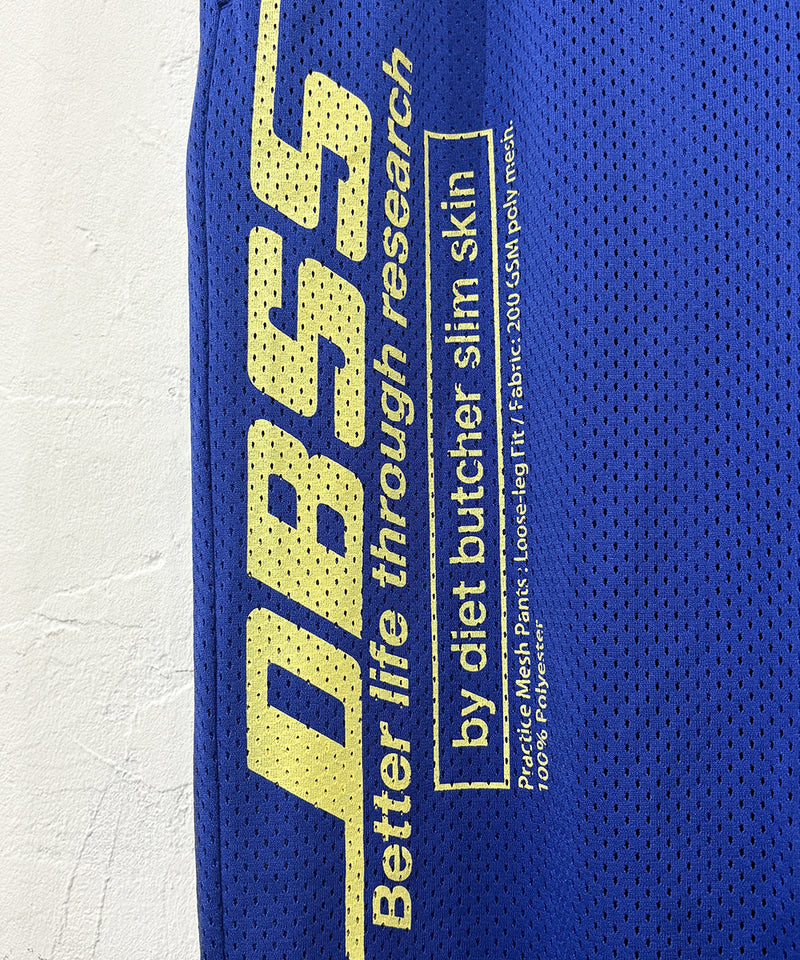 DBSS
Better life through research
by diet butcher slim skin
Practice Mesh Pants : Loose-leg Fit / Fabric: 200 GSM poly mesh.
100% Polyester